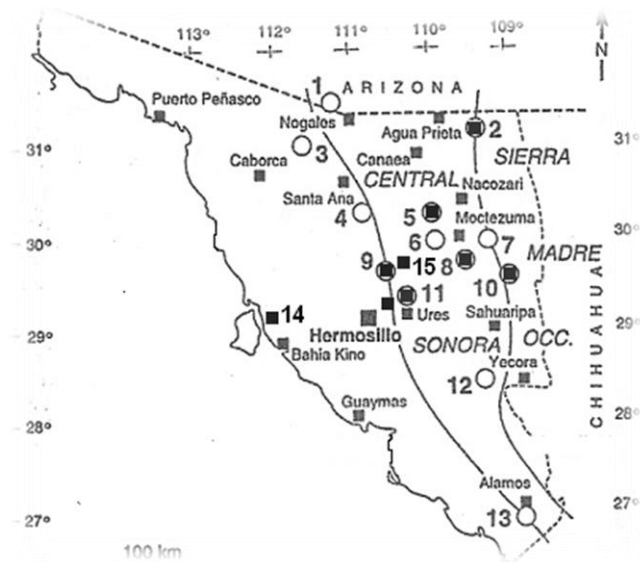 113° 112° 111° 110° 109°
N
1 ARIZONA
Puerto Peñasco
Nogales
Agua Prieta 2
31° 3 Canaea SIERRA
Caborca
CENTRAL Nacozari
Santa Ana
4 5 Moctezuma
30° 6 7 30°
MADRE
9 15 8 10
11
14 Ures Sahuaripa
29° Hermosillo SONORA OCC. 29°
Bahia Kino Yecora
12
CHIHUAHUA
Guaymas
28° 28°
Alamos
27° 13 27°
100 km